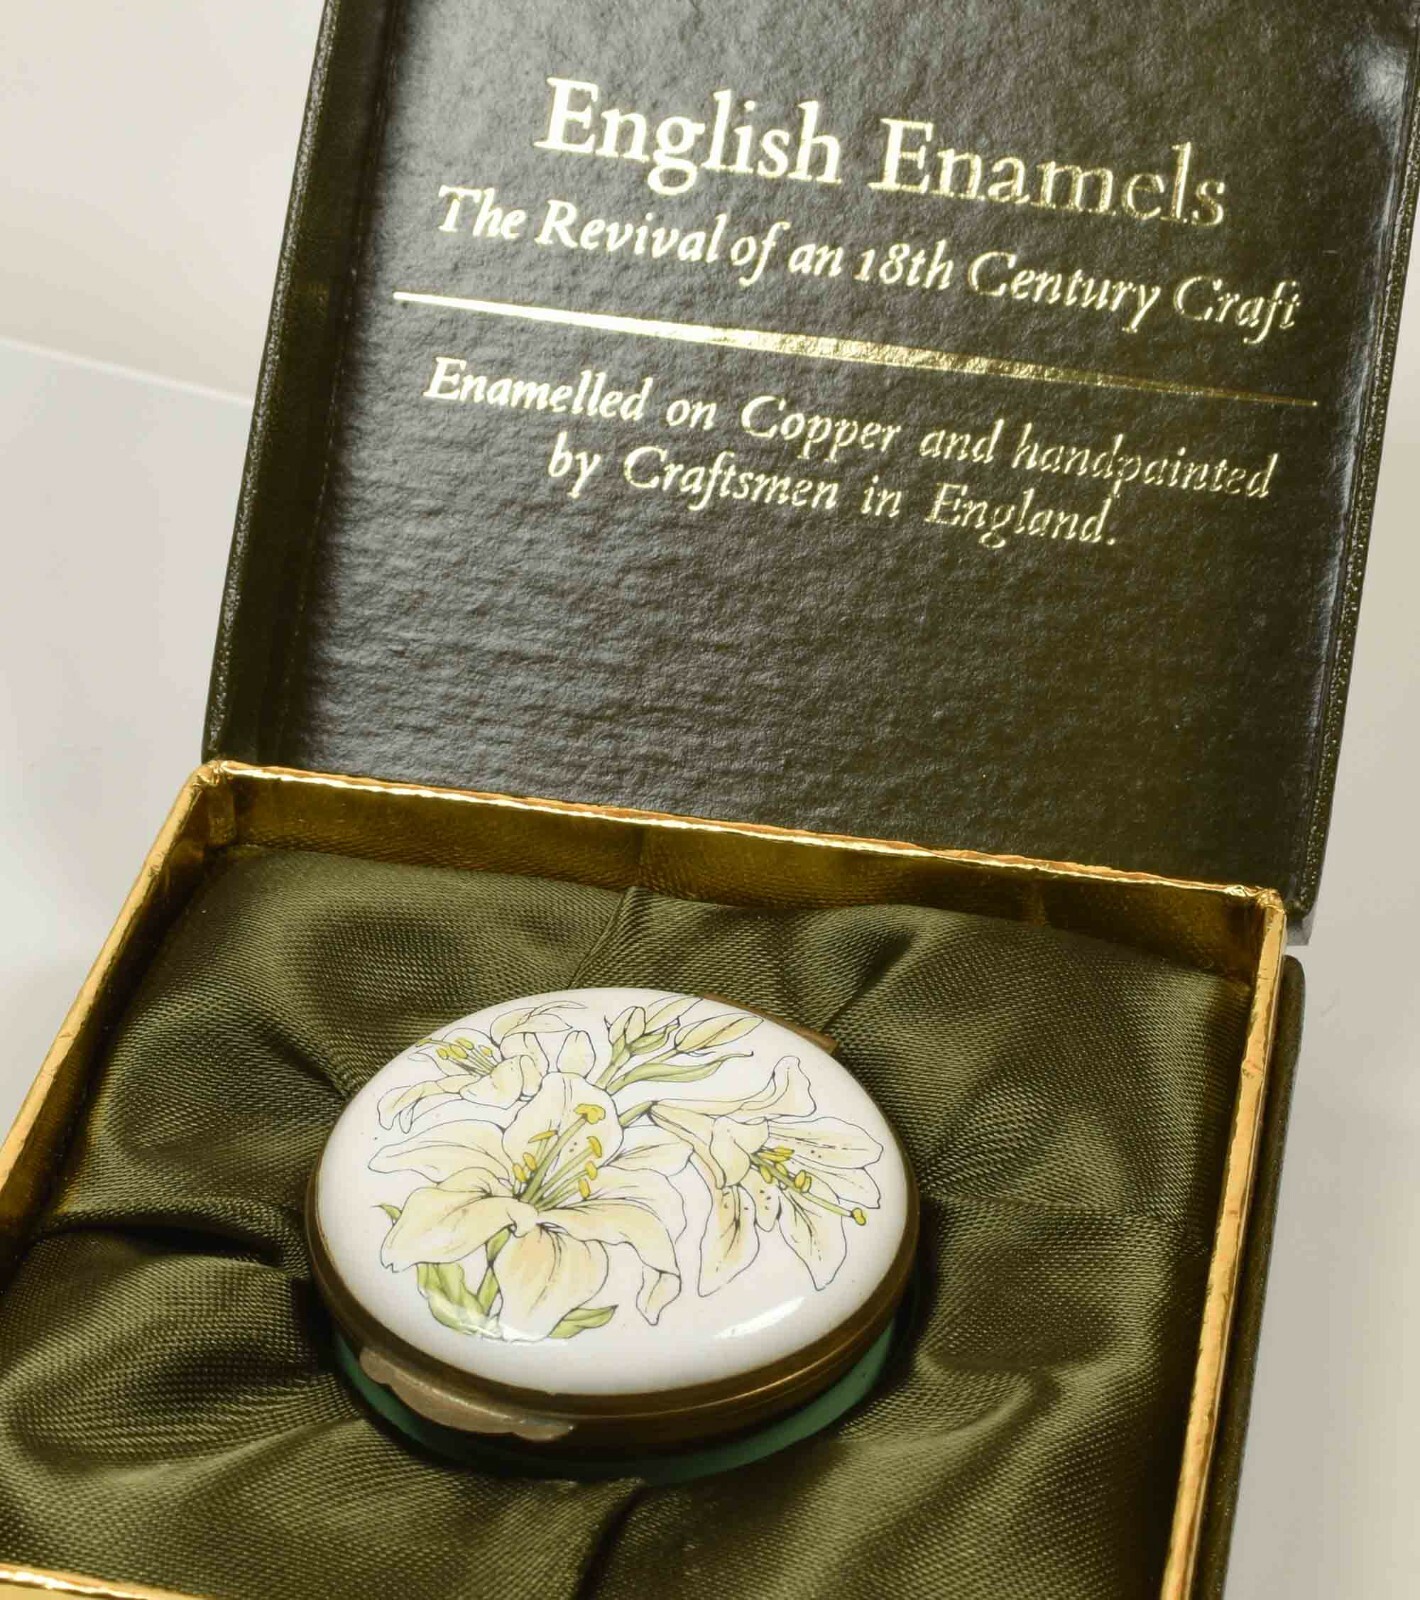 English Enamels
The Revival of an 18th Century Craft
Enamelled on Copper and handpainted
by Craftsmen in England.